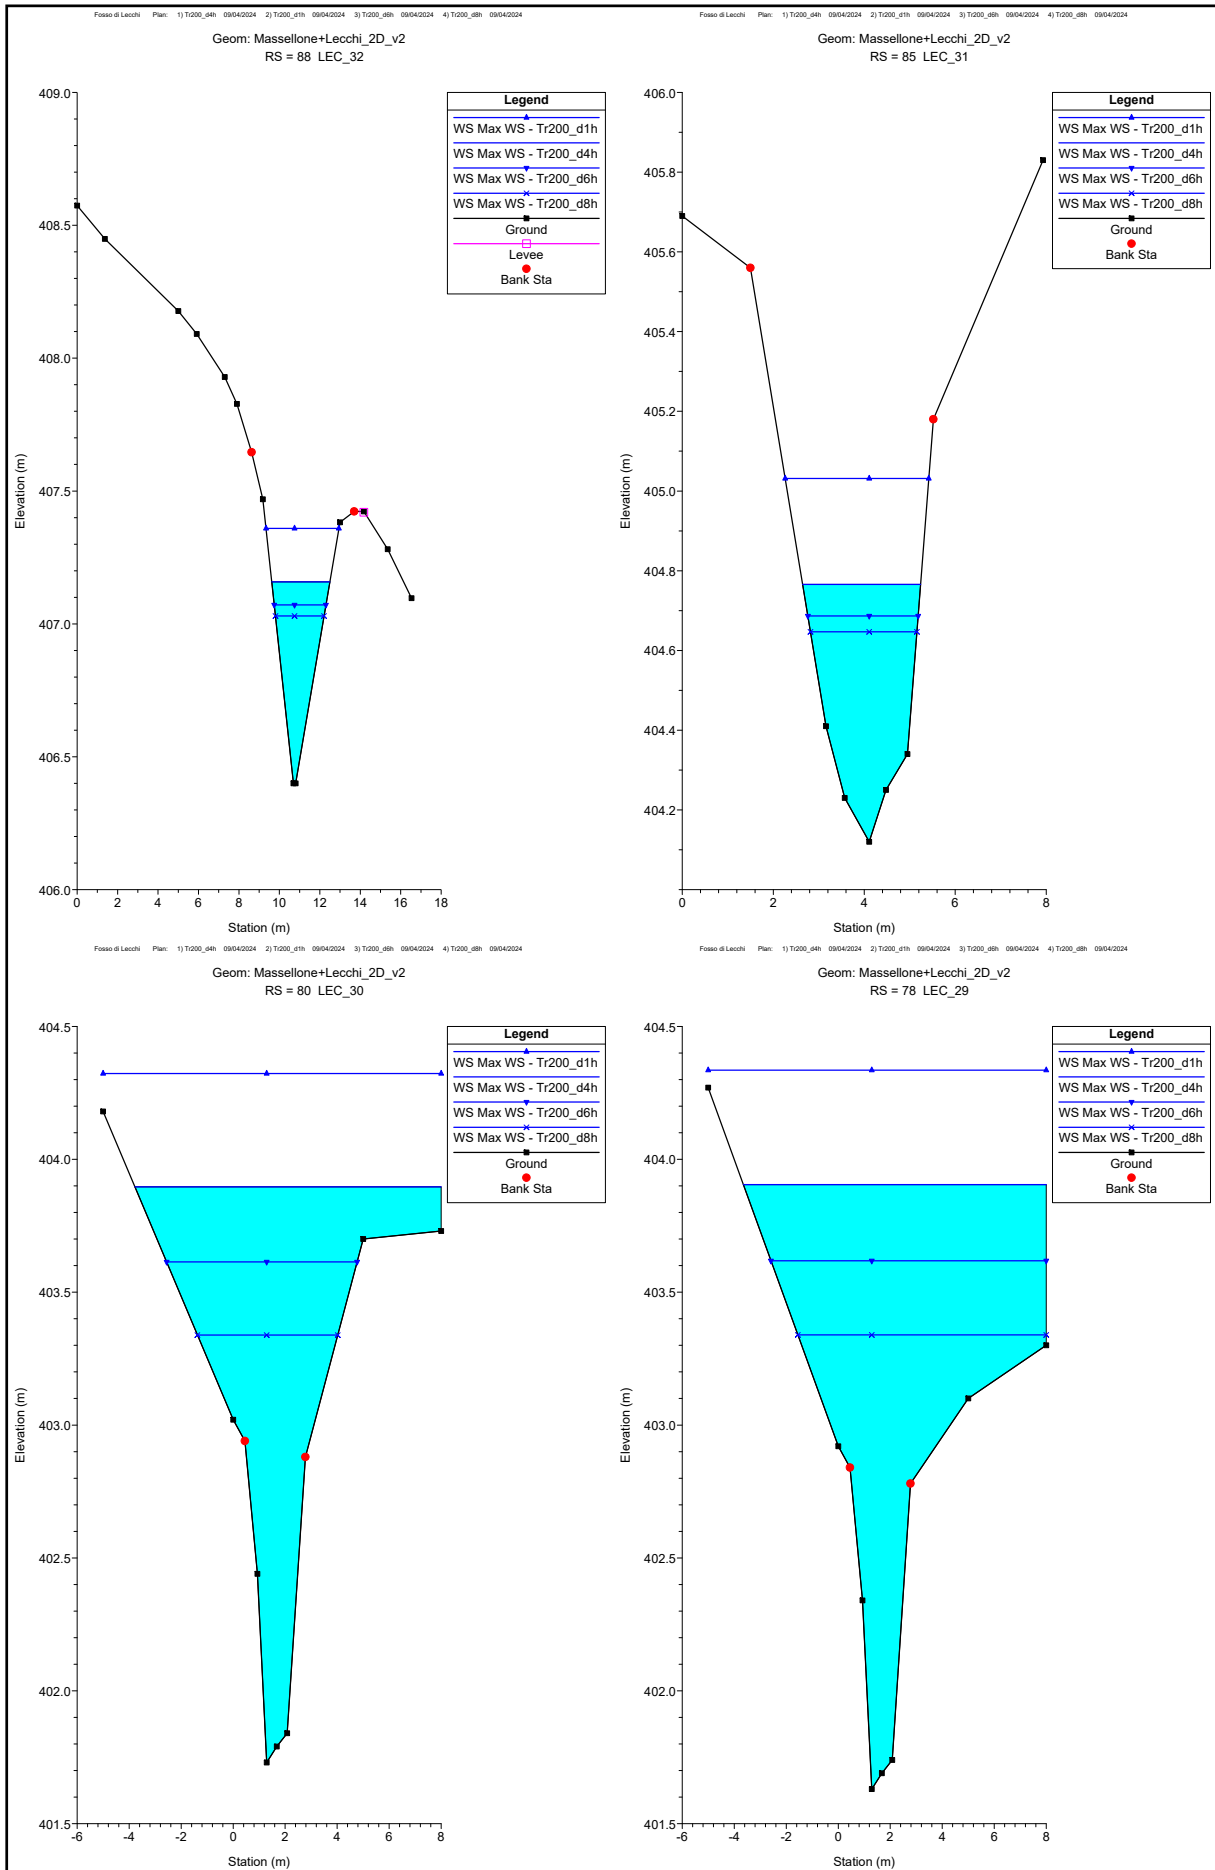 Fosso di Lecchi Plan: 1) Tr200_d4h 09/04/2024 2) Tr200_d1h 09/04/2024 3) Tr200_d6h 09/04/2024 4) Tr200_d8h 09/04/2024
Geom: Massellone+Lecchi_2D_v2
RS = 88 LEC_32
409.0
408.5
408.0
407.5
407.0
406.5
406.0
Elevation (m)
0 2 4 6 8 10 12 14 16 18
Station (m)
Legend
WS Max WS - Tr200_d1h
WS Max WS - Tr200_d4h
WS Max WS - Tr200_d6h
WS Max WS - Tr200_d8h
Ground
Levee
Bank Sta
Fosso di Lecchi Plan: 1) Tr200_d4h 09/04/2024 2) Tr200_d1h 09/04/2024 3) Tr200_d6h 09/04/2024 4) Tr200_d8h 09/04/2024
Geom: Massellone+Lecchi_2D_v2
RS = 85 LEC_31
406.0
405.8
405.6
405.4
405.2
405.0
404.8
404.6
404.4
404.2
Elevation (m)
0 2 4 6 8
Station (m)
Legend
WS Max WS - Tr200_d1h
WS Max WS - Tr200_d4h
WS Max WS - Tr200_d6h
WS Max WS - Tr200_d8h
Ground
Bank Sta
Fosso di Lecchi Plan: 1) Tr200_d4h 09/04/2024 2) Tr200_d1h 09/04/2024 3) Tr200_d6h 09/04/2024 4) Tr200_d8h 09/04/2024
Geom: Massellone+Lecchi_2D_v2
RS = 80 LEC_30
404.5
404.0
403.5
403.0
402.5
402.0
401.5
Elevation (m)
-6 -4 -2 0 2 4 6 8
Station (m)
Legend
WS Max WS - Tr200_d1h
WS Max WS - Tr200_d4h
WS Max WS - Tr200_d6h
WS Max WS - Tr200_d8h
Ground
Bank Sta
Fosso di Lecchi Plan: 1) Tr200_d4h 09/04/2024 2) Tr200_d1h 09/04/2024 3) Tr200_d6h 09/04/2024 4) Tr200_d8h 09/04/2024
Geom: Massellone+Lecchi_2D_v2
RS = 78 LEC_29
404.5
404.0
403.5
403.0
402.5
402.0
401.5
Elevation (m)
-6 -4 -2 0 2 4 6 8
Station (m)
Legend
WS Max WS - Tr200_d1h
WS Max WS - Tr200_d4h
WS Max WS - Tr200_d6h
WS Max WS - Tr200_d8h
Ground
Bank Sta